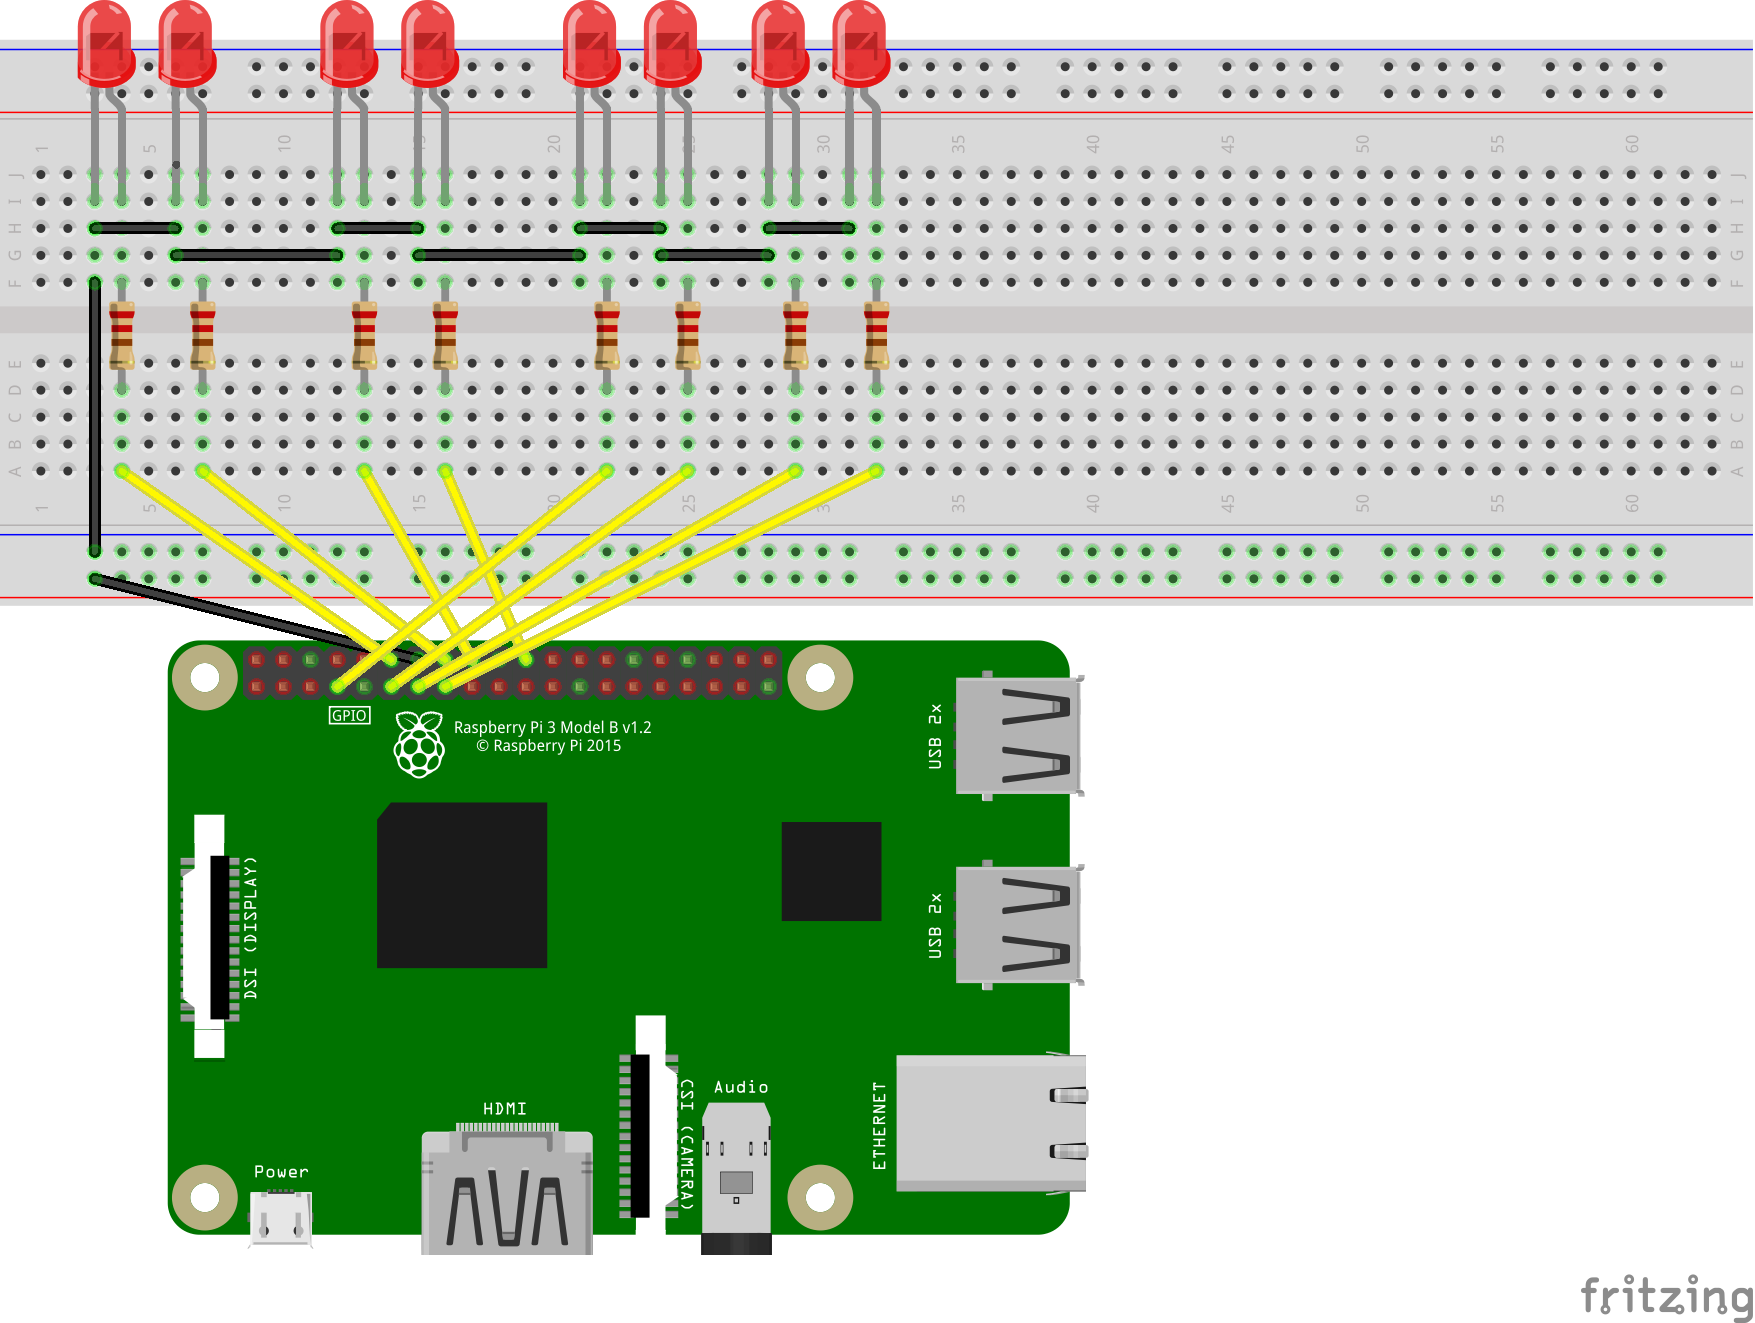 1 5 10 15 20 25 30 35 40 45 50 55 60
J J
I I
H H
G G
F F
E E
D D
C C
B B
A A
1 5 10 15 20 25 30 35 40 45 50 55 60
GPIO
Raspberry Pi 3 Model B v1.2
© Raspberry Pi 2015
USB 2x
USB 2x
DSI (DISPLAY)
CSI (CAMERA)
Audio
ETHERNET
HDMI
Power
fritzing